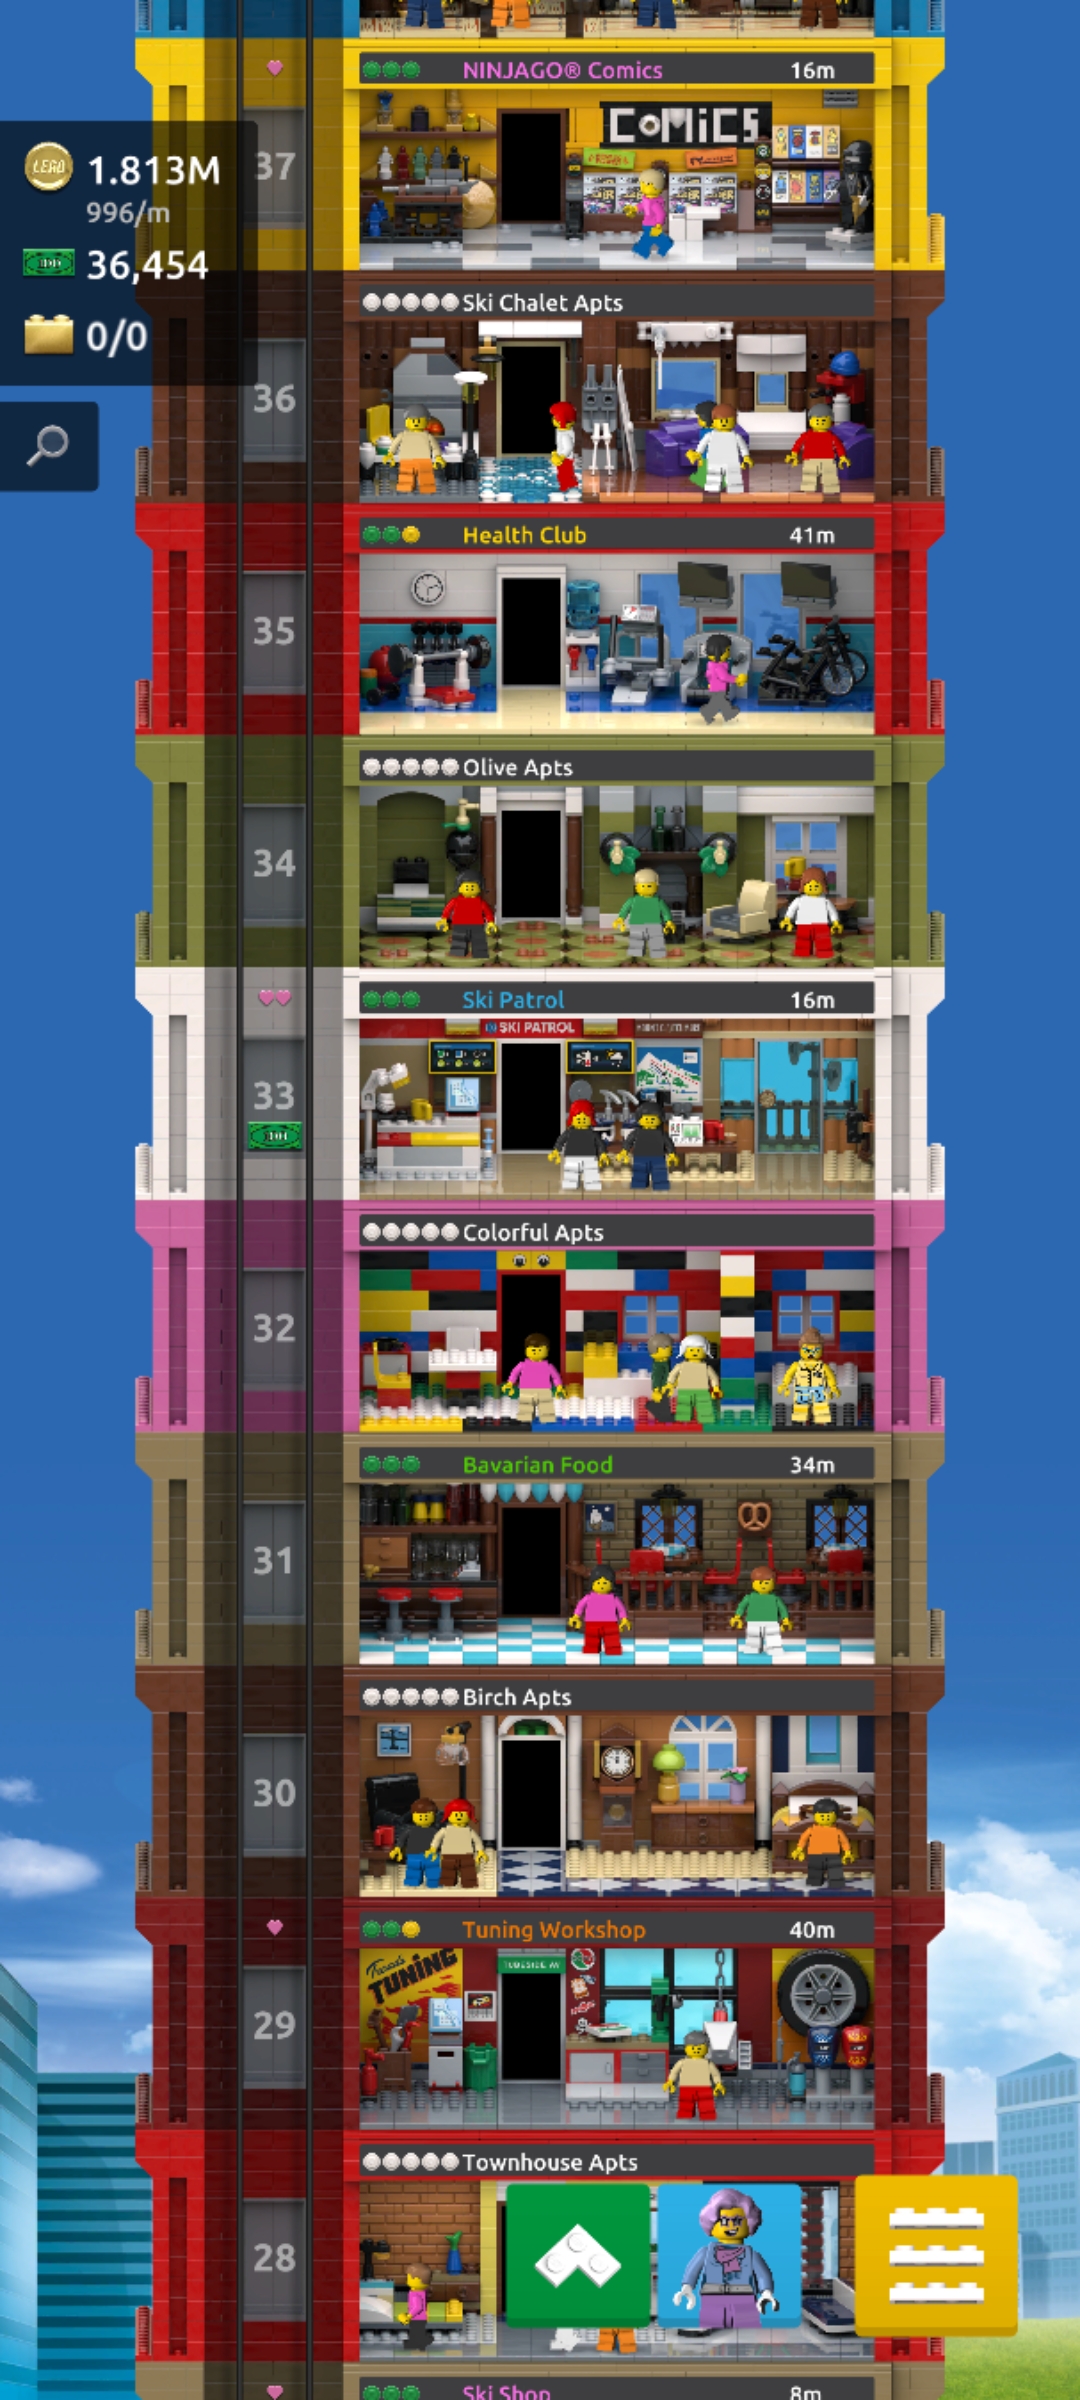 NINJAGO® Comics 16m
COMiCS
37
LEGO
1.813M
996/m
36,454
0/0
Ski Chalet Apts
36
Health Club 41m
35
Olive Apts
34
Ski Patrol 16m
SKI PATROL
33
Colorful Apts
32
Bavarian Food 34m
31
Birch Apts
30
Tuning Workshop 40m
TUNING
TUBESIDE AV
29
Townhouse Apts
28
Ski Shop 8m